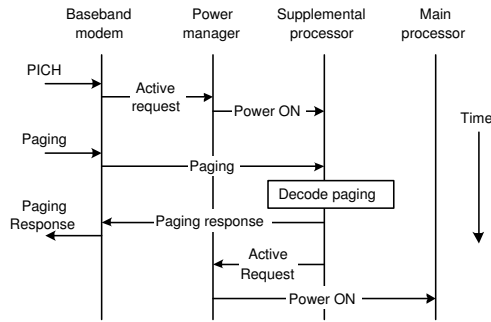 Baseband
modem
Power
manager
Supplemental
processor
Main
processor
PICH
Active
request
Power ON
Time
Paging
Paging
Decode paging
Paging
Response
Paging response
Active
Request
Power ON